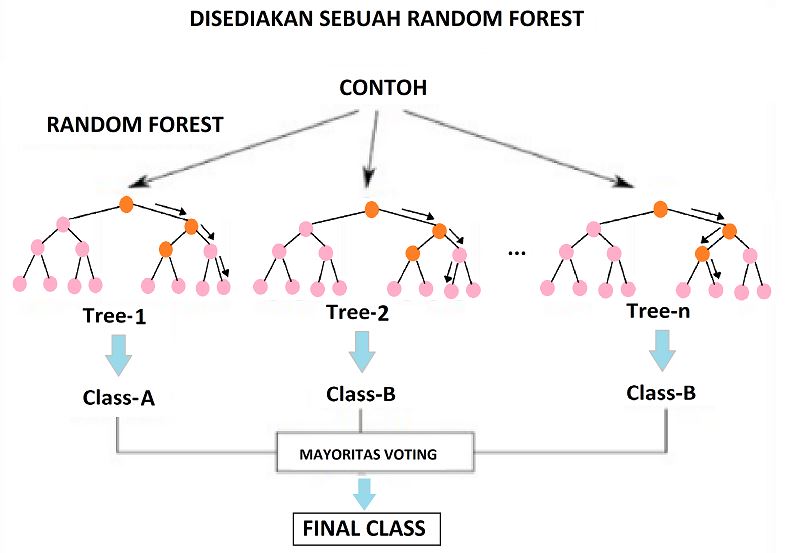 DISEDIAKAN SEBUAH RANDOM FOREST
CONTOH
RANDOM FOREST
...
Tree-1
Tree-2
Tree-n
Class-A
Class-B
Class-B
MAYORITAS VOTING
FINAL CLASS